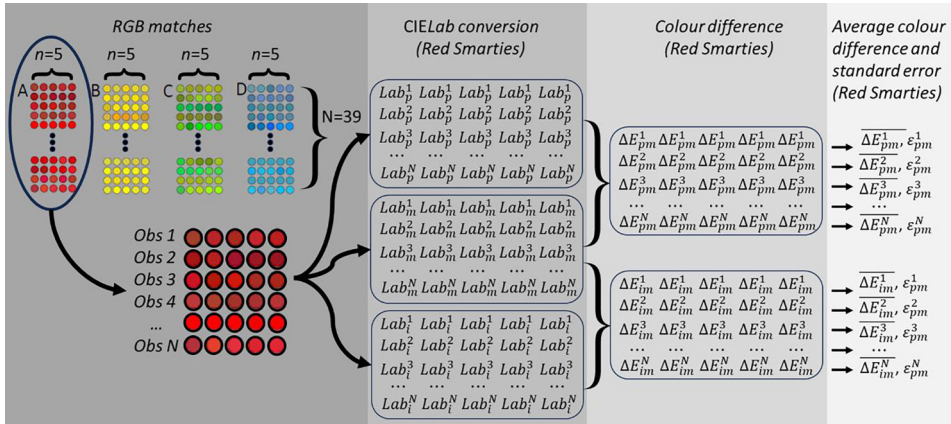 RGB matches
n=5 n=5 n=5 n=5
A B C D
N=39
Obs 1
Obs 2
Obs 3
Obs 4
...
Obs N
CIELab conversion
(Red Smarties)
Lab¹ₚ Lab¹ₚ Lab¹ₚ Lab¹ₚ Lab¹ₚ
Lab²ₚ Lab²ₚ Lab²ₚ Lab²ₚ Lab²ₚ
Lab³ₚ Lab³ₚ Lab³ₚ Lab³ₚ Lab³ₚ
... ... ... ... ...
Labᴺₚ Labᴺₚ Labᴺₚ Labᴺₚ Labᴺₚ
Lab¹ₘ Lab¹ₘ Lab¹ₘ Lab¹ₘ Lab¹ₘ
Lab²ₘ Lab²ₘ Lab²ₘ Lab²ₘ Lab²ₘ
Lab³ₘ Lab³ₘ Lab³ₘ Lab³ₘ Lab³ₘ
... ... ... ... ...
Labᴺₘ Labᴺₘ Labᴺₘ Labᴺₘ Labᴺₘ
Lab¹ᵢ Lab¹ᵢ Lab¹ᵢ Lab¹ᵢ Lab¹ᵢ
Lab²ᵢ Lab²ᵢ Lab²ᵢ Lab²ᵢ Lab²ᵢ
Lab³ᵢ Lab³ᵢ Lab³ᵢ Lab³ᵢ Lab³ᵢ
... ... ... ... ...
Labᴺᵢ Labᴺᵢ Labᴺᵢ Labᴺᵢ Labᴺᵢ
Colour difference
(Red Smarties)
ΔE¹ₚₘ ΔE¹ₚₘ ΔE¹ₚₘ ΔE¹ₚₘ ΔE¹ₚₘ
ΔE²ₚₘ ΔE²ₚₘ ΔE²ₚₘ ΔE²ₚₘ ΔE²ₚₘ
ΔE³ₚₘ ΔE³ₚₘ ΔE³ₚₘ ΔE³ₚₘ ΔE³ₚₘ
... ... ... ... ...
ΔEᴺₚₘ ΔEᴺₚₘ ΔEᴺₚₘ ΔEᴺₚₘ ΔEᴺₚₘ
ΔE¹ᵢₘ ΔE¹ᵢₘ ΔE¹ᵢₘ ΔE¹ᵢₘ ΔE¹ᵢₘ
ΔE²ᵢₘ ΔE²ᵢₘ ΔE²ᵢₘ ΔE²ᵢₘ ΔE²ᵢₘ
ΔE³ᵢₘ ΔE³ᵢₘ ΔE³ᵢₘ ΔE³ᵢₘ ΔE³ᵢₘ
... ... ... ... ...
ΔEᴺᵢₘ ΔEᴺᵢₘ ΔEᴺᵢₘ ΔEᴺᵢₘ ΔEᴺᵢₘ
Average colour
difference and
standard error
(Red Smarties)
ΔE¹ₚₘ, ε¹ₚₘ
ΔE²ₚₘ, ε²ₚₘ
ΔE³ₚₘ, ε³ₚₘ
...
ΔEᴺₚₘ, εᴺₚₘ
ΔE¹ᵢₘ, ε¹ₚₘ
ΔE²ᵢₘ, ε²ₚₘ
ΔE³ᵢₘ, ε³ₚₘ
...
ΔEᴺᵢₘ, εᴺₚₘ